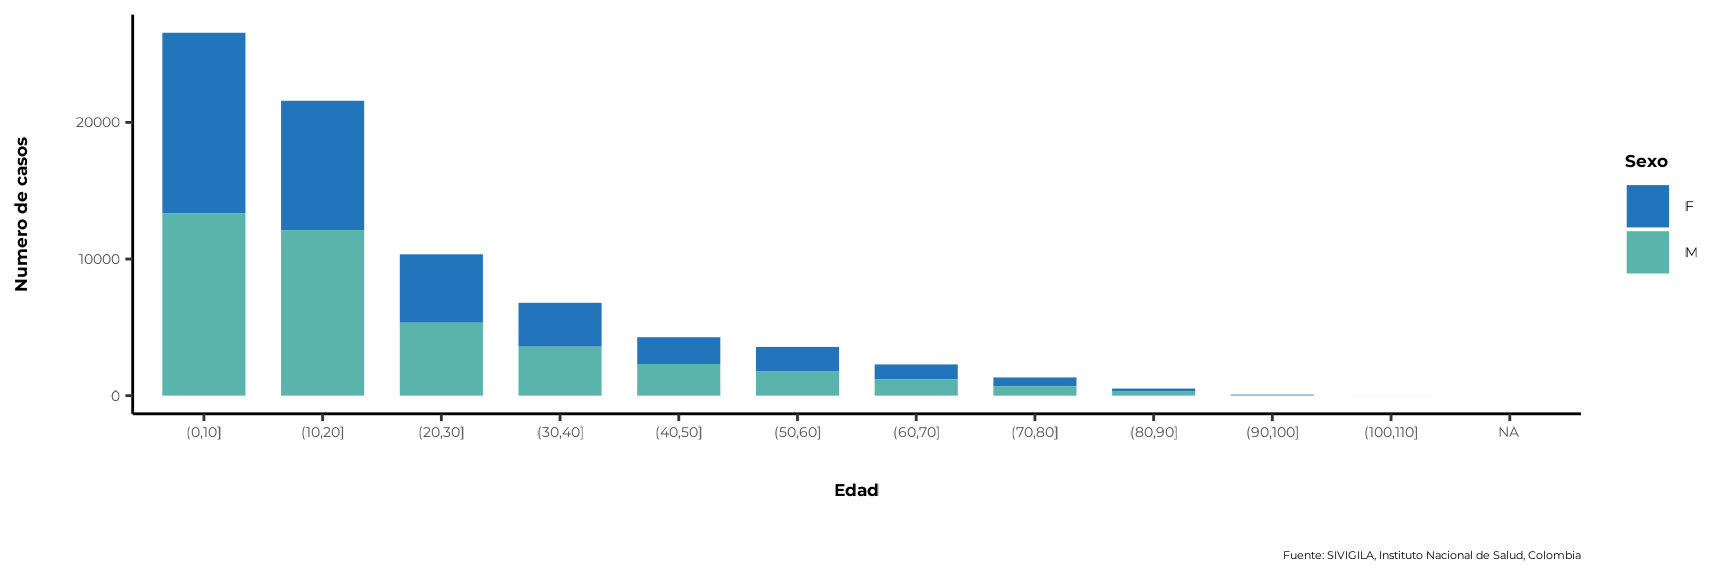 Numero de casos
20000
10000
0
(0,10]
(10,20]
(20,30]
(30,40]
(40,50]
(50,60]
(60,70]
(70,80]
(80,90]
(90,100]
(100,110]
NA
Edad
Sexo
F
M
Fuente: SIVIGILA, Instituto Nacional de Salud, Colombia